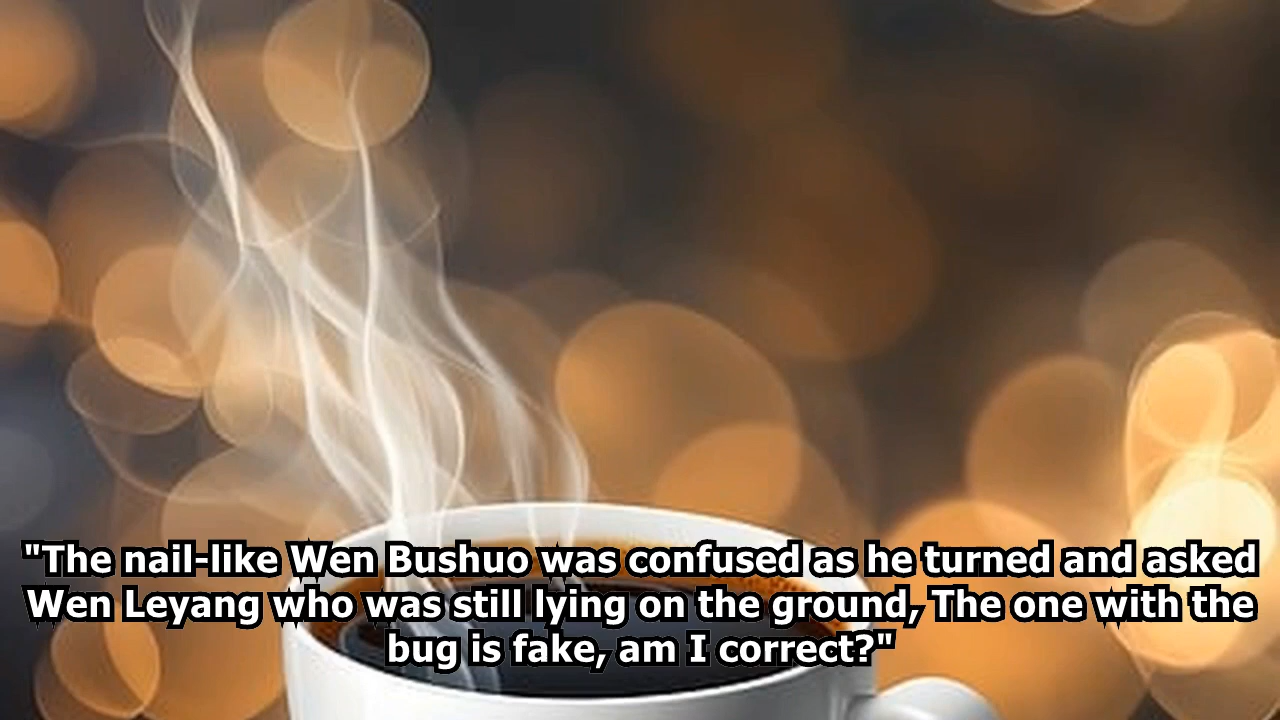 "The nail-like Wen Bushuo was confused as he turned and asked
Wen Leyang who was still lying on the ground, The one with the
bug is fake, am I correct?"